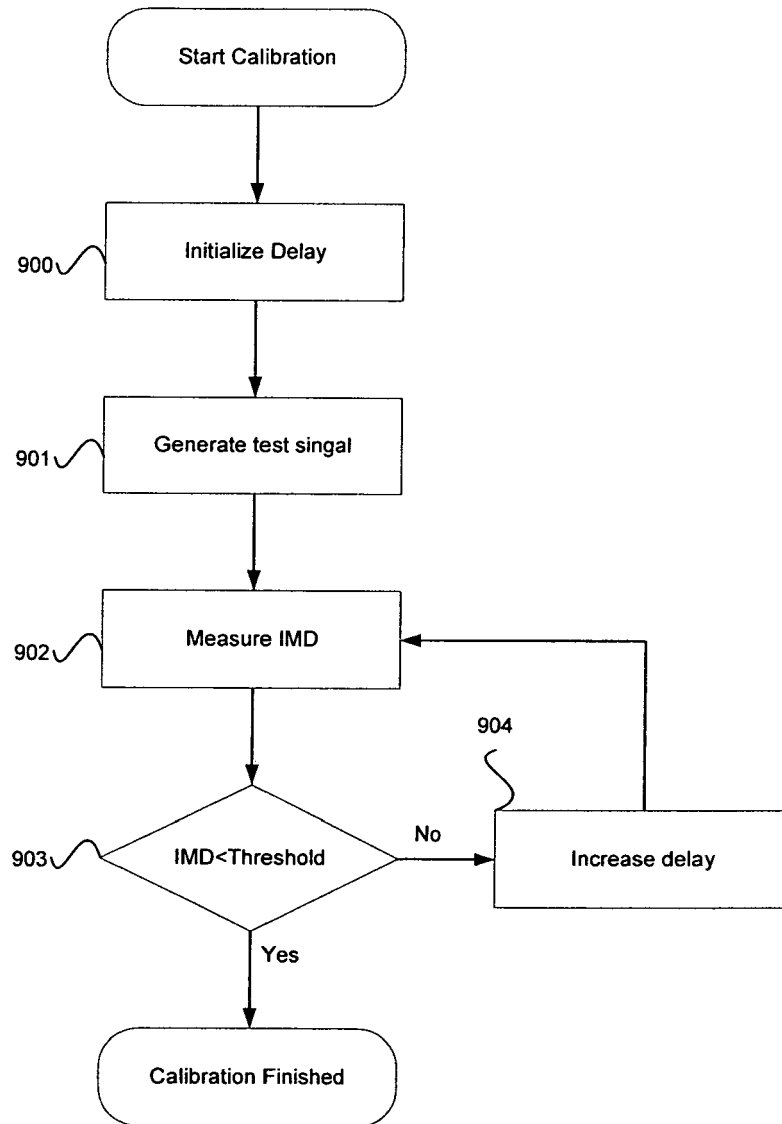 Start Calibration
Initialize Delay
900
Generate test singal
901
Measure IMD
902
904
IMD<Threshold
No
Increase delay
903
Yes
Calibration Finished